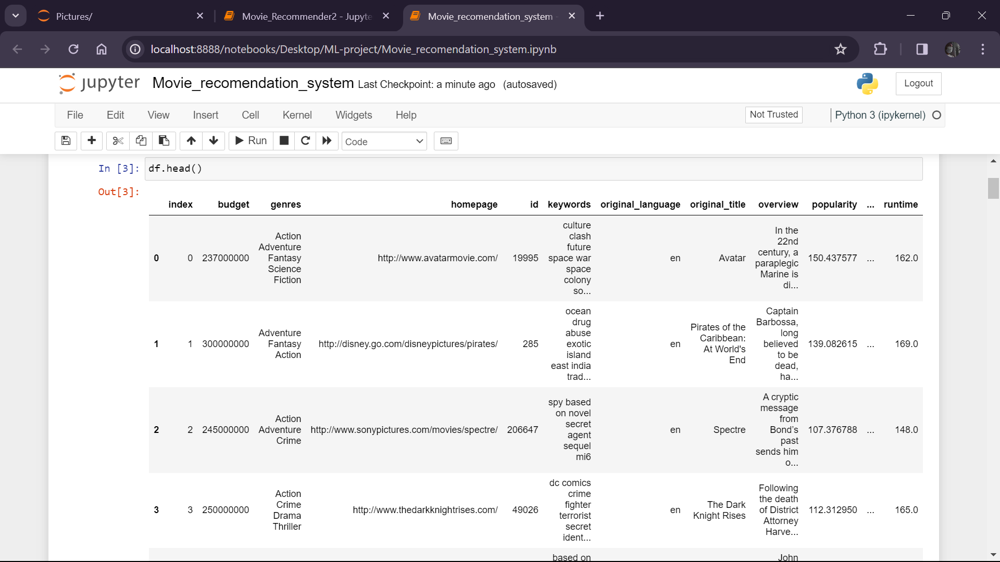 Pictures/
Movie_Recommender2 - Jupyte
Movie_recomendation_system -
localhost:8888/notebooks/Desktop/ML-project/Movie_recomendation_system.ipynb
jupyter Movie_recomendation_system Last Checkpoint: a minute ago (autosaved)
Logout
File Edit View Insert Cell Kernel Widgets Help
Not Trusted
Python 3 (ipykernel)
Run
Code
In [3]: df.head()
Out[3]:
index budget genres homepage id keywords original_language original_title overview popularity ... runtime
0 0 237000000
Action
Adventure
Fantasy
Science
Fiction
http://www.avatarmovie.com/ 19995
culture
clash
future
space war
space
colony
so...
en Avatar
In the
22nd
century, a
paraplegic
Marine is
di...
150.437577 ... 162.0
1 1 300000000
Adventure
Fantasy
Action
http://disney.go.com/disneypictures/pirates/ 285
ocean
drug
abuse
exotic
island
east india
trad...
en
Pirates of the
Caribbean:
At World's
End
Captain
Barbossa,
long
believed
to be
dead,
ha...
139.082615 ... 169.0
2 2 245000000
Action
Adventure
Crime
http://www.sonypictures.com/movies/spectre/ 206647
spy based
on novel
secret
agent
sequel
mi6
en Spectre
A cryptic
message
from
Bond’s
past
sends him
o...
107.376788 ... 148.0
3 3 250000000
Action
Crime
Drama
Thriller
http://www.thedarkknightrises.com/ 49026
dc comics
crime
fighter
terrorist
secret
ident...
en
The Dark
Knight Rises
Following
the death
of District
Attorney
Harve...
112.312950 ... 165.0
based on
John